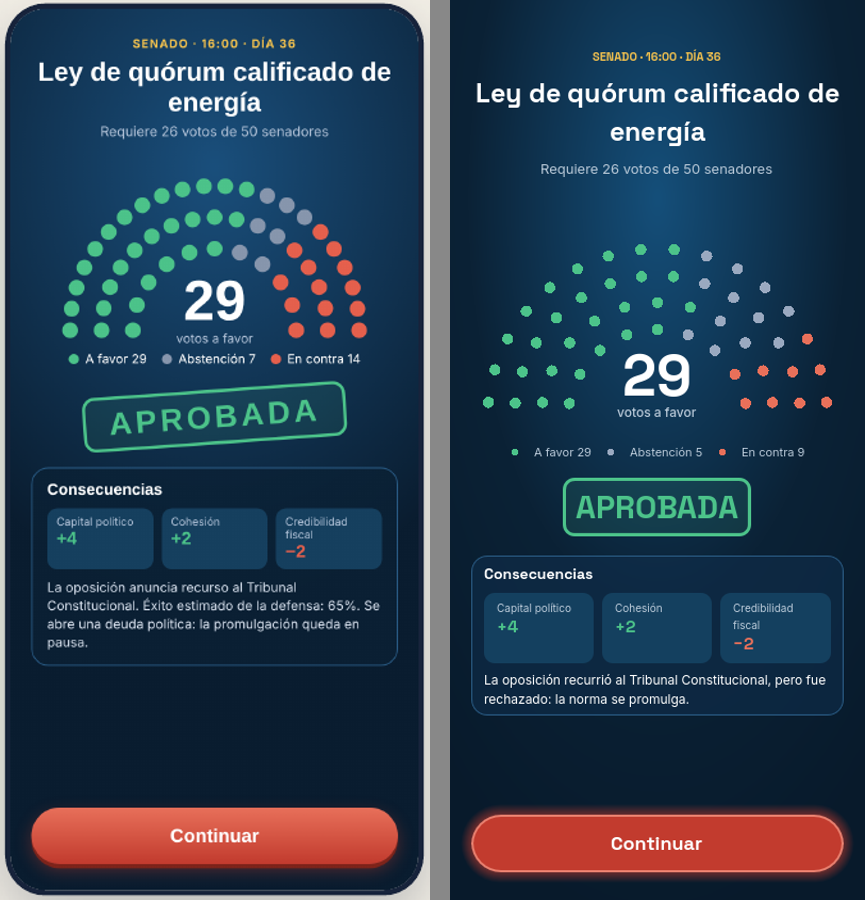 SENADO · 16:00 · DÍA 36
Ley de quórum calificado de
energía
Requiere 26 votos de 50 senadores
29
votos a favor
A favor 29 Abstención 7 En contra 14
APROBADA
Consecuencias
Capital político
+4
Cohesión
+2
Credibilidad
fiscal
−2
La oposición anuncia recurso al Tribunal
Constitucional. Éxito estimado de la defensa: 65%. Se
abre una deuda política: la promulgación queda en
pausa.
Continuar
SENADO · 16:00 · DÍA 36
Ley de quórum calificado de
energía
Requiere 26 votos de 50 senadores
29
votos a favor
A favor 29 Abstención 5 En contra 9
APROBADA
Consecuencias
Capital político
+4
Cohesión
+2
Credibilidad
fiscal
−2
La oposición recurrió al Tribunal Constitucional, pero fue
rechazado: la norma se promulga.
Continuar